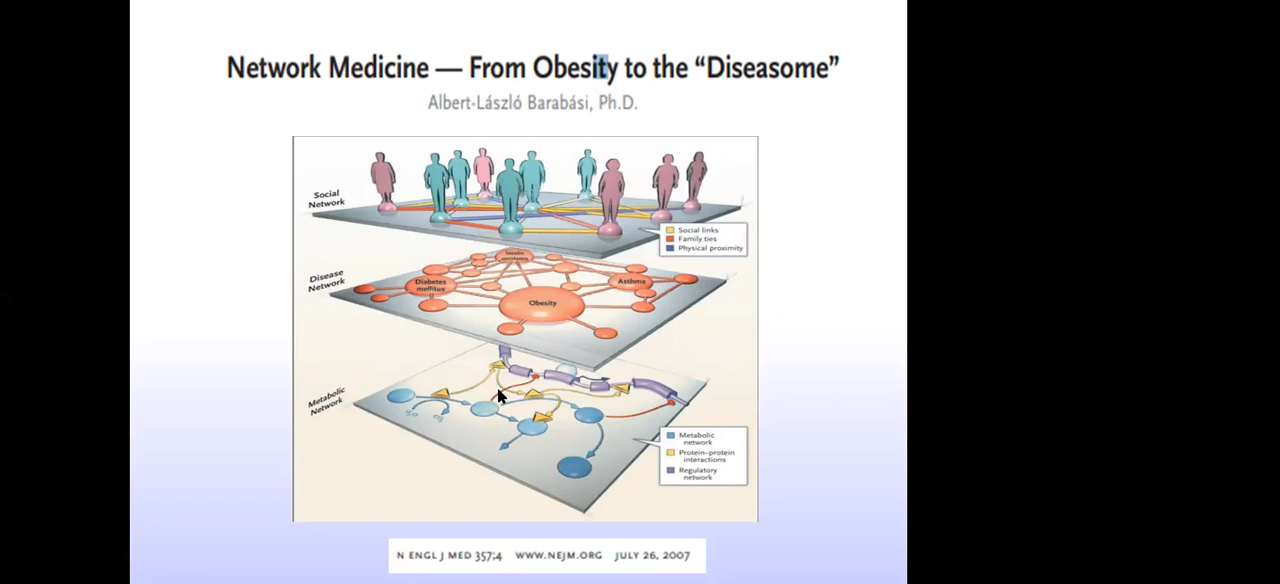 Network Medicine — From Obesity to the “Diseasome”
Albert-László Barabási, Ph.D.
Social
Network
Social links
Family ties
Physical proximity
Disease
Network
Insulin
resistance
Diabetes
mellitus
Obesity
Asthma
Metabolic
Network
Metabolic
network
Protein–protein
interactions
Regulatory
network
N ENGL J MED 357;4 WWW.NEJM.ORG JULY 26, 2007